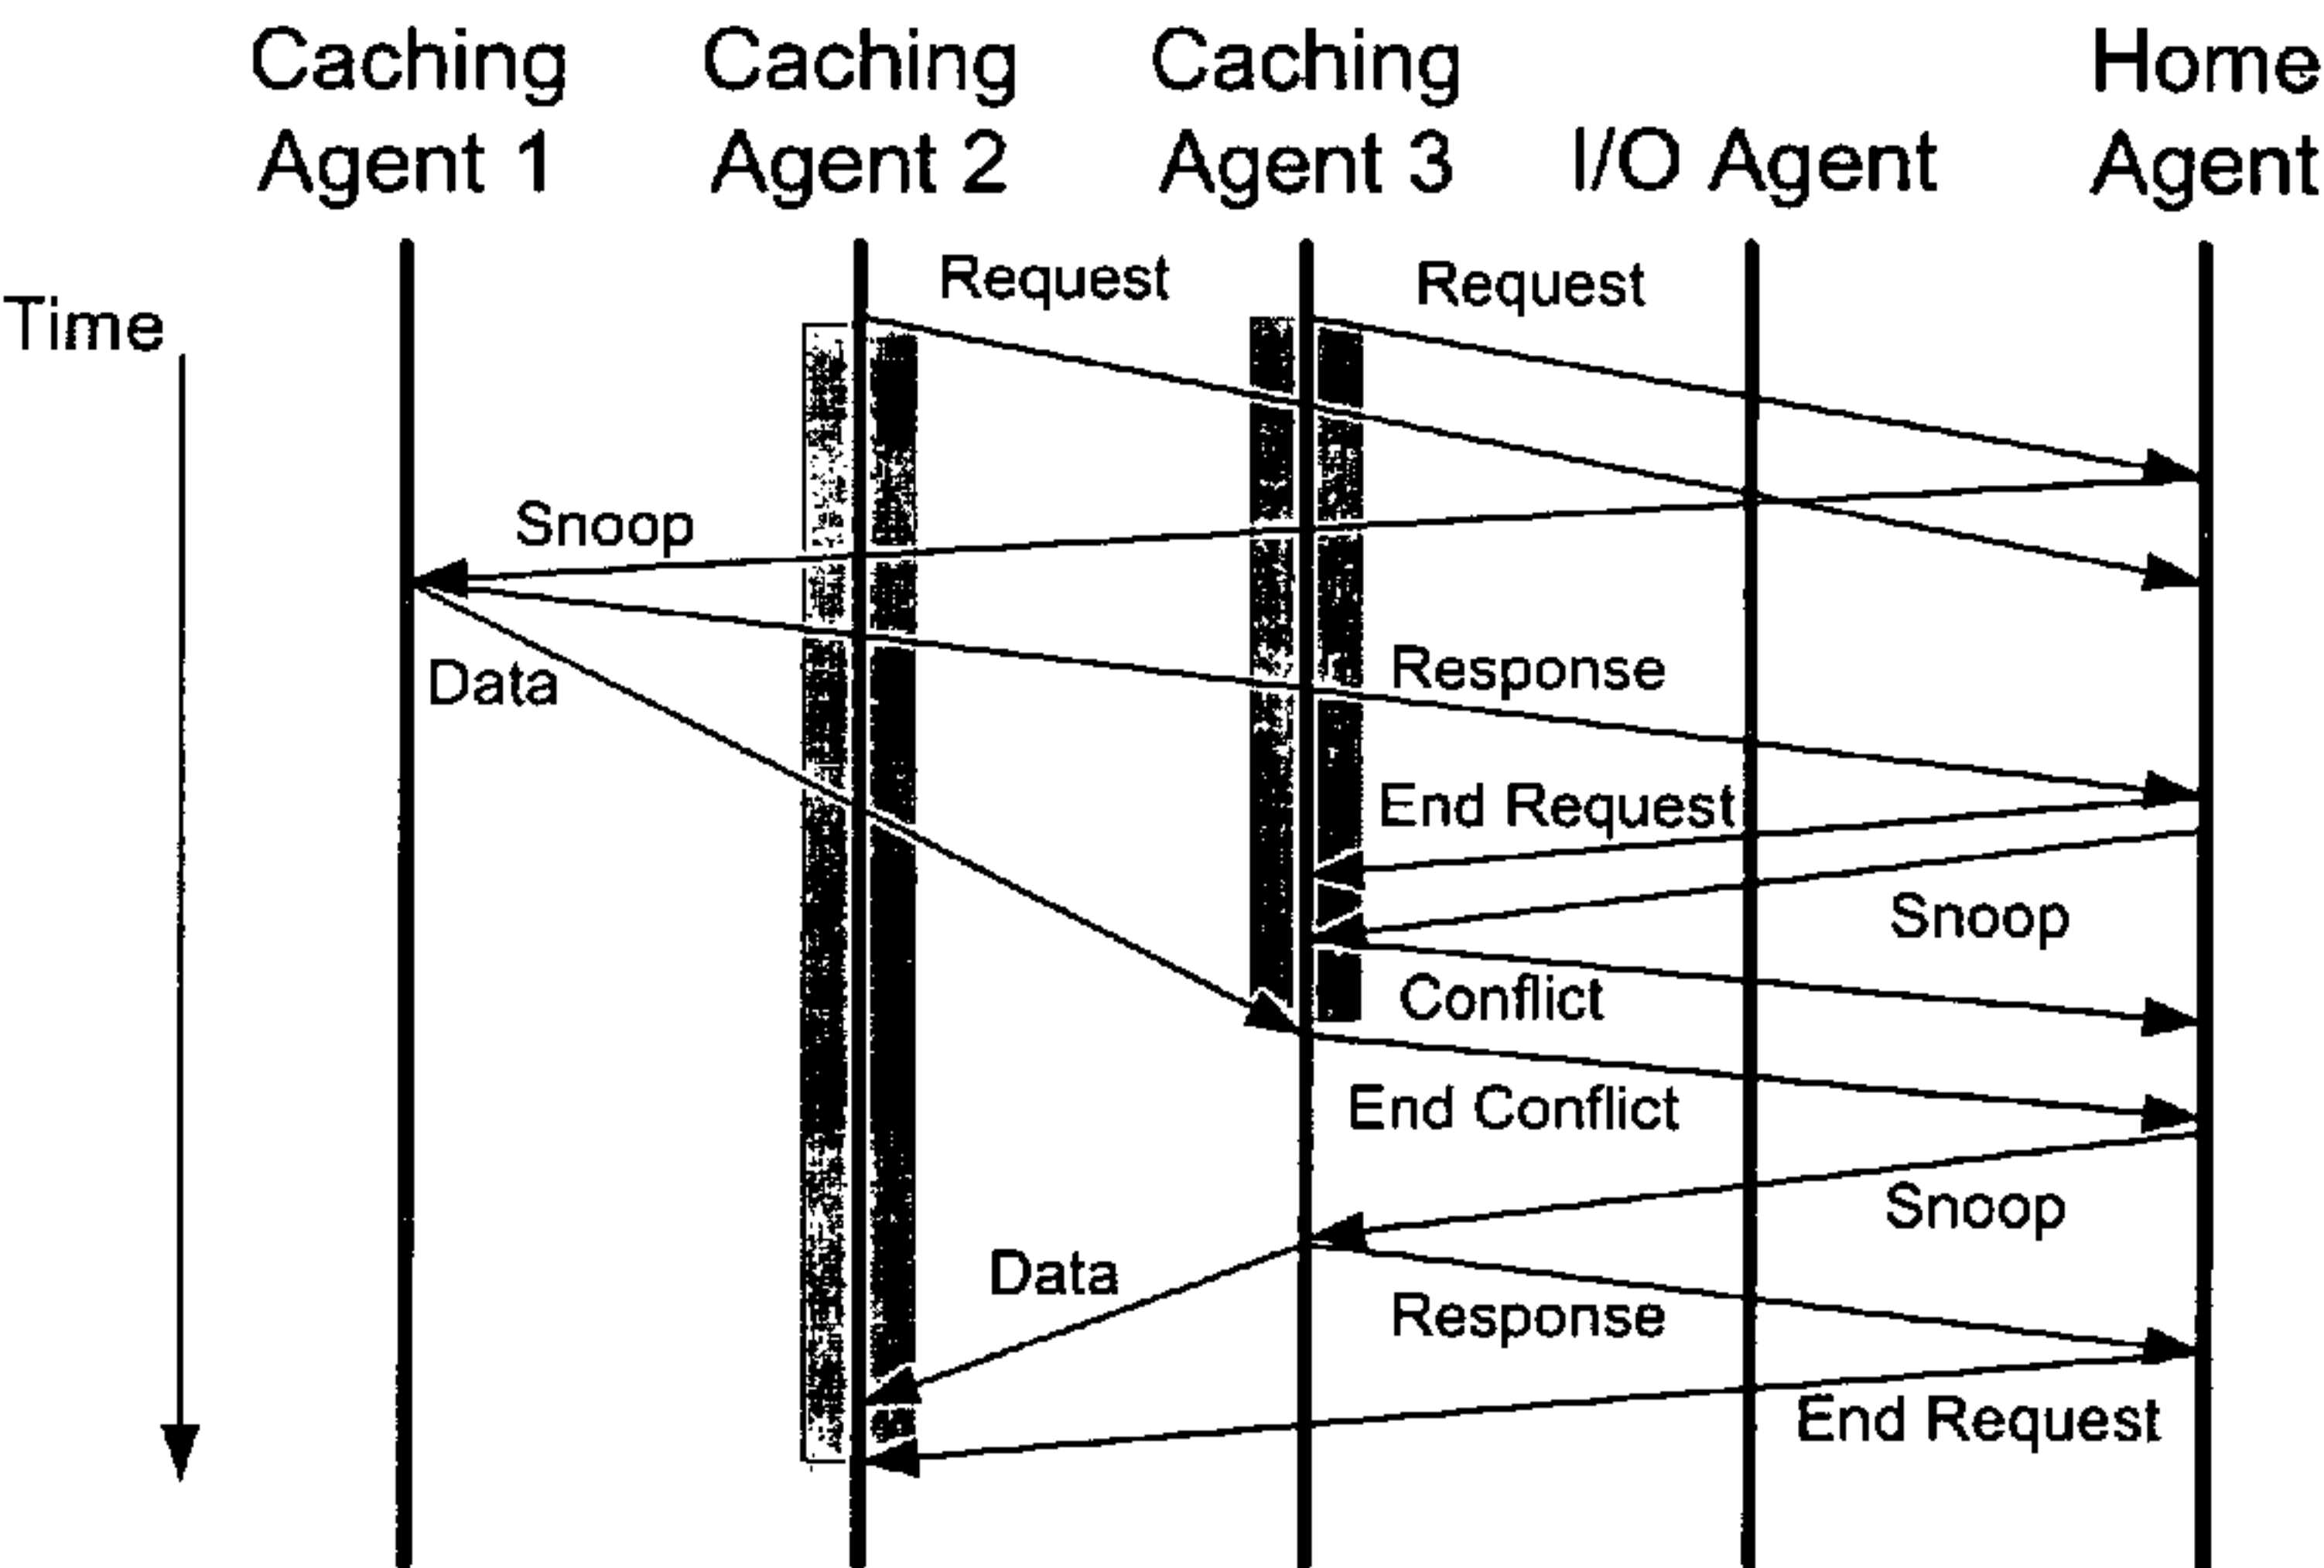 Caching
Agent 1
Caching
Agent 2
Caching
Agent 3
I/O Agent
Home
Agent
Time
Request
Request
Snoop
Data
Response
End Request
Snoop
Conflict
End Conflict
Snoop
Data
Response
End Request